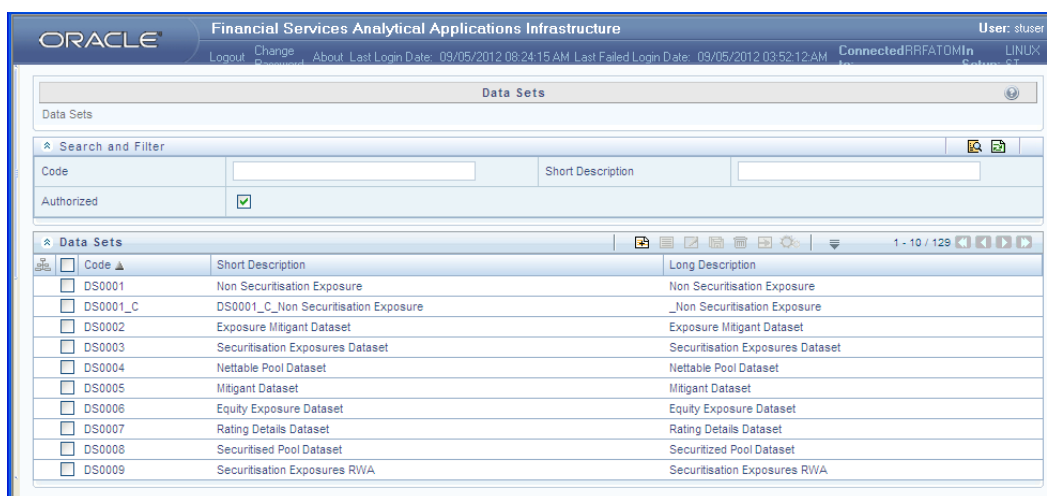 ORACLE
Financial Services Analytical Applications Infrastructure
User: stuser
Logout Change About Last Login Date: 09/05/2012 08:24:15 AM Last Failed Login Date: 09/05/2012 03:52:12AM Connected RRFATOM In LINUX
Data Sets
Data Sets
Search and Filter
Code
Short Description
Authorized
Data Sets
1 - 10 / 129
Code Short Description Long Description
DS0001 Non Securitisation Exposure Non Securitisation Exposure
DS0001_C DS0001_C_Non Securitisation Exposure _Non Securitisation Exposure
DS0002 Exposure Mitigant Dataset Exposure Mitigant Dataset
DS0003 Securitisation Exposures Dataset Securitisation Exposures Dataset
DS0004 Nettable Pool Dataset Nettable Pool Dataset
DS0005 Mitigant Dataset Mitigant Dataset
DS0006 Equity Exposure Dataset Equity Exposure Dataset
DS0007 Rating Details Dataset Rating Details Dataset
DS0008 Securitised Pool Dataset Securitized Pool Dataset
DS0009 Securitisation Exposures RWA Securitisation Exposures RWA